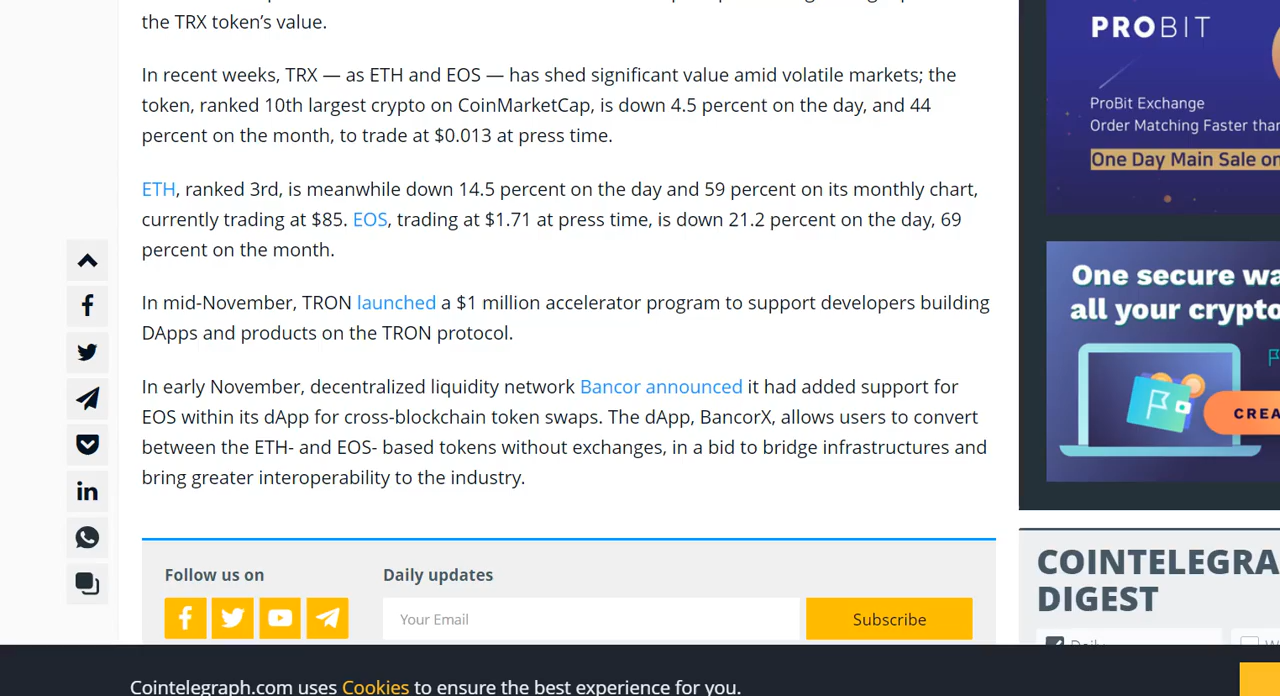 the TRX token’s value.
In recent weeks, TRX — as ETH and EOS — has shed significant value amid volatile markets; the
token, ranked 10th largest crypto on CoinMarketCap, is down 4.5 percent on the day, and 44
percent on the month, to trade at $0.013 at press time.
ETH, ranked 3rd, is meanwhile down 14.5 percent on the day and 59 percent on its monthly chart,
currently trading at $85. EOS, trading at $1.71 at press time, is down 21.2 percent on the day, 69
percent on the month.
In mid-November, TRON launched a $1 million accelerator program to support developers building
DApps and products on the TRON protocol.
In early November, decentralized liquidity network Bancor announced it had added support for
EOS within its dApp for cross-blockchain token swaps. The dApp, BancorX, allows users to convert
between the ETH- and EOS- based tokens without exchanges, in a bid to bridge infrastructures and
bring greater interoperability to the industry.
Follow us on
Daily updates
Your Email
Subscribe
PROBIT
ProBit Exchange
Order Matching Faster than
One Day Main Sale on
One secure wa
all your crypto
CREA
COINTELEGRA
DIGEST
Daily
Cointelegraph.com uses Cookies to ensure the best experience for you.